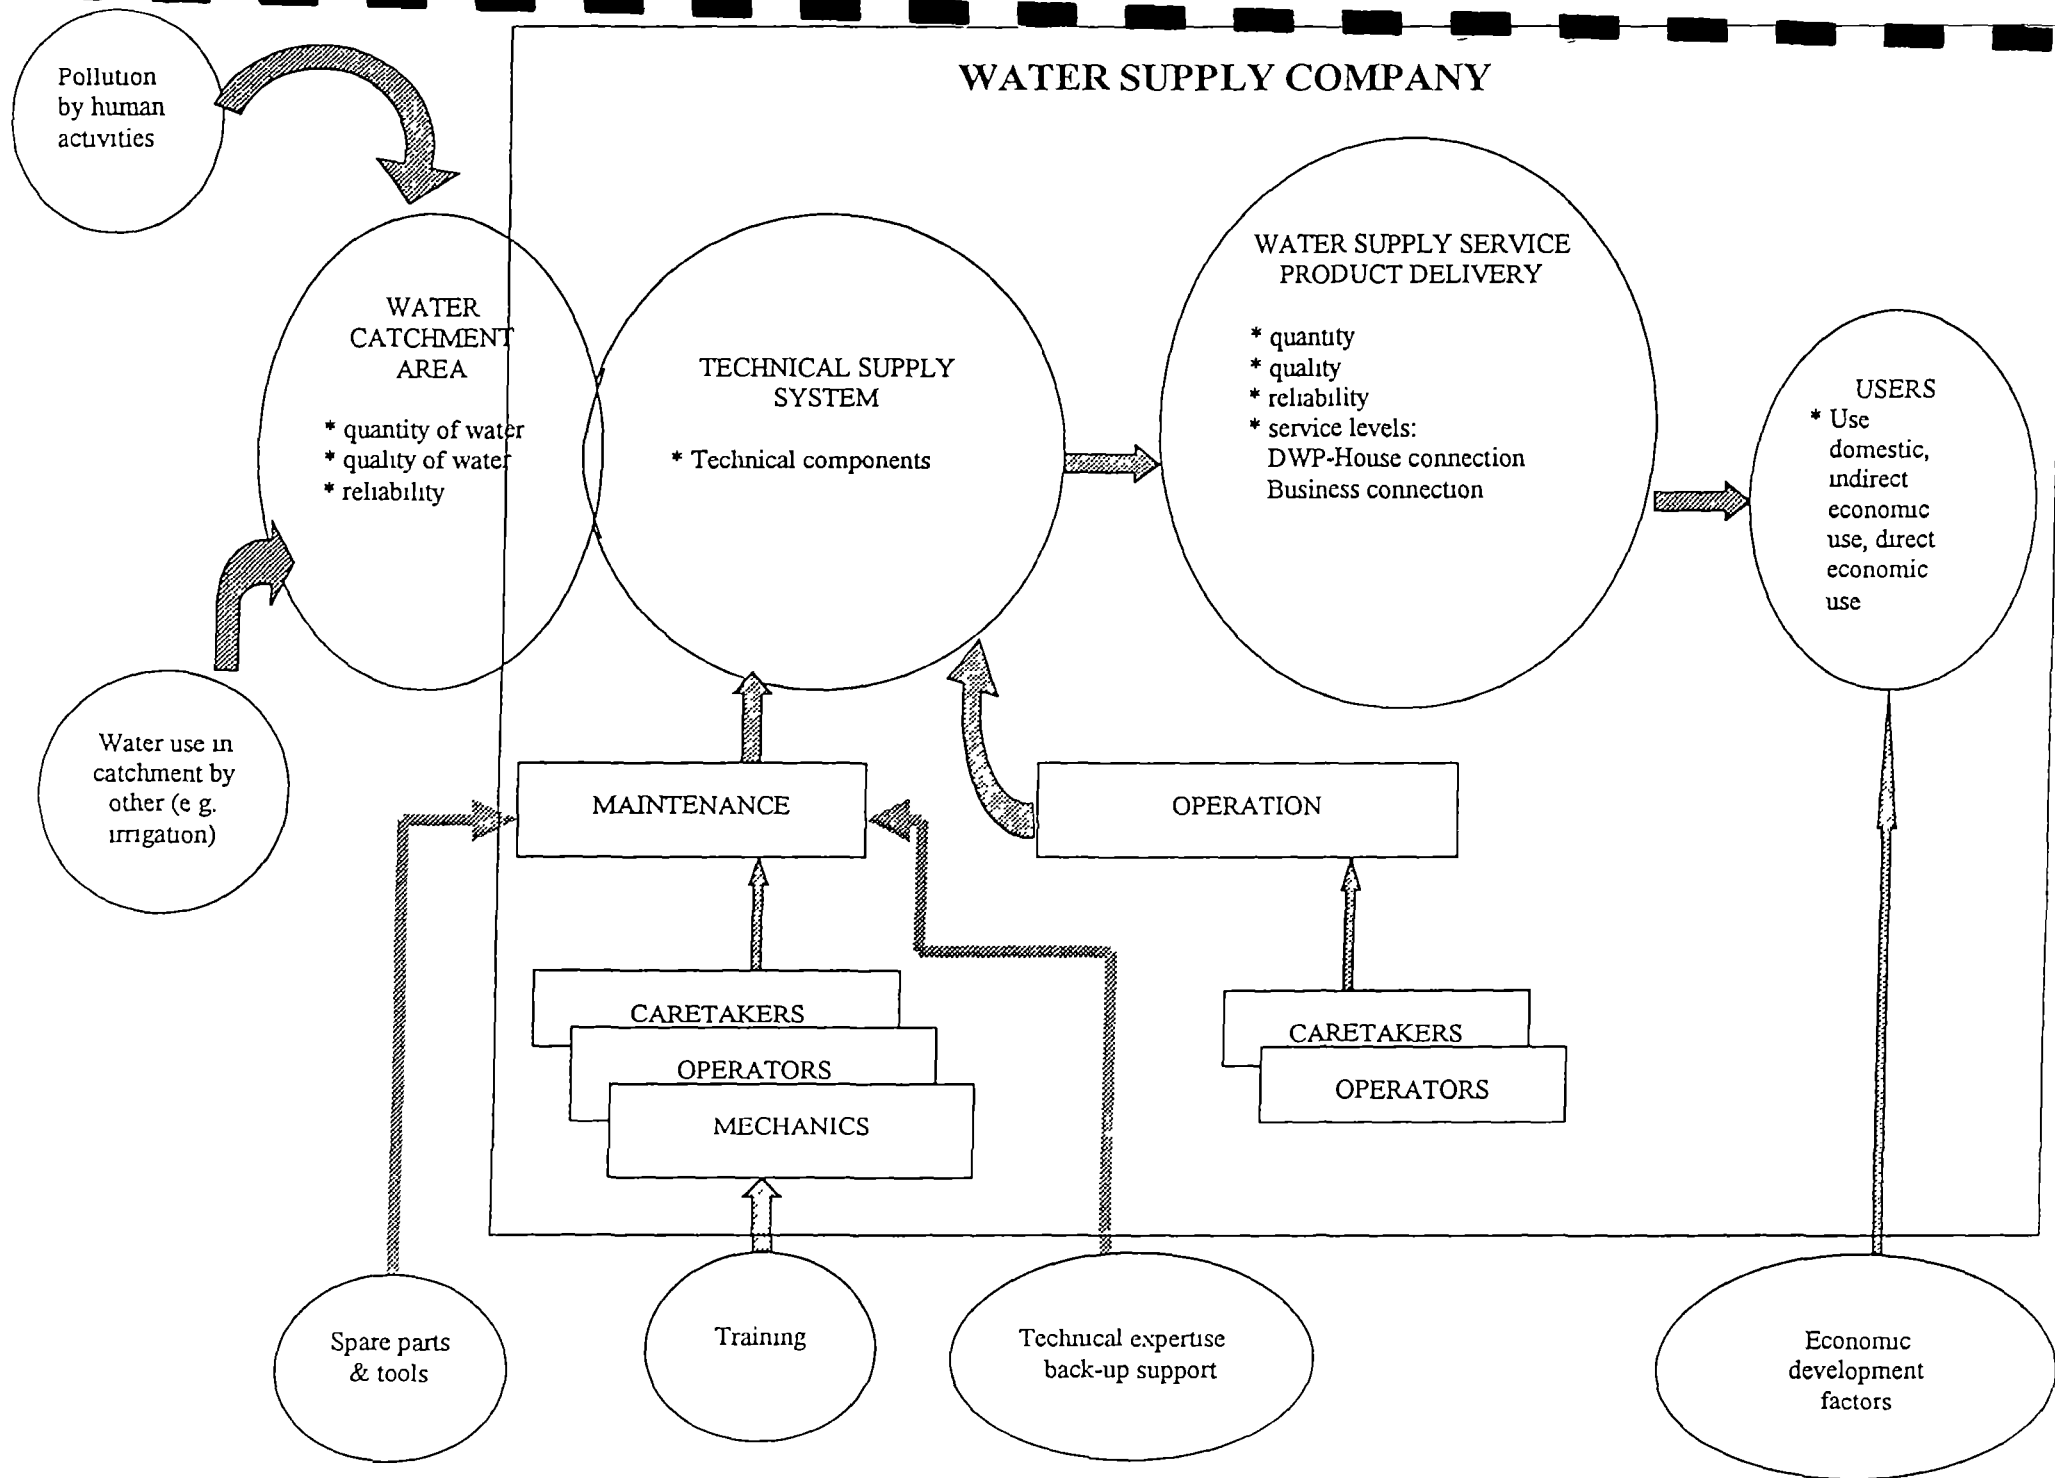 WATER SUPPLY COMPANY
Pollution
by human
activities
WATER
CATCHMENT
AREA
* quantity of water
* quality of water
* reliability
TECHNICAL SUPPLY
SYSTEM
* Technical components
WATER SUPPLY SERVICE
PRODUCT DELIVERY
* quantity
* quality
* reliability
* service levels:
DWP-House connection
Business connection
USERS
* Use
domestic,
indirect
economic
use, direct
economic
use
Water use in
catchment by
other (e g.
irrigation)
MAINTENANCE
OPERATION
CARETAKERS
OPERATORS
MECHANICS
CARETAKERS
OPERATORS
Spare parts
& tools
Training
Technical expertise
back-up support
Economic
development
factors